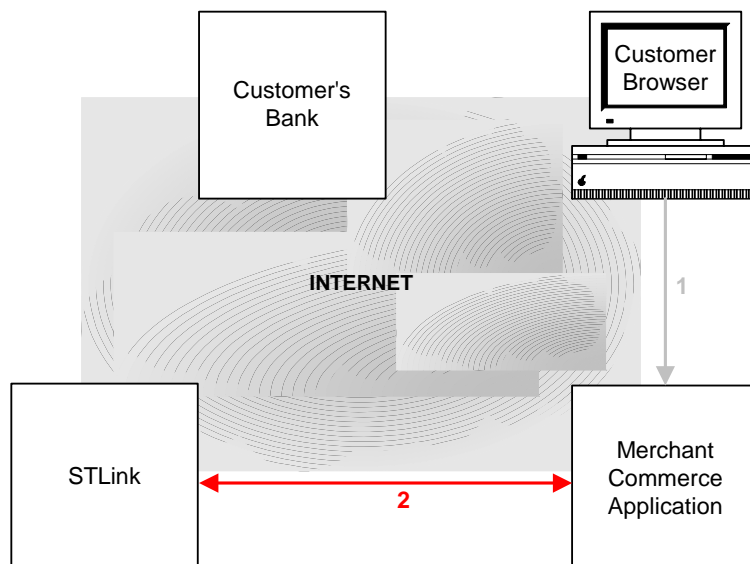 Customer's
Bank
Customer
Browser
INTERNET
1
STLink
2
Merchant
Commerce
Application